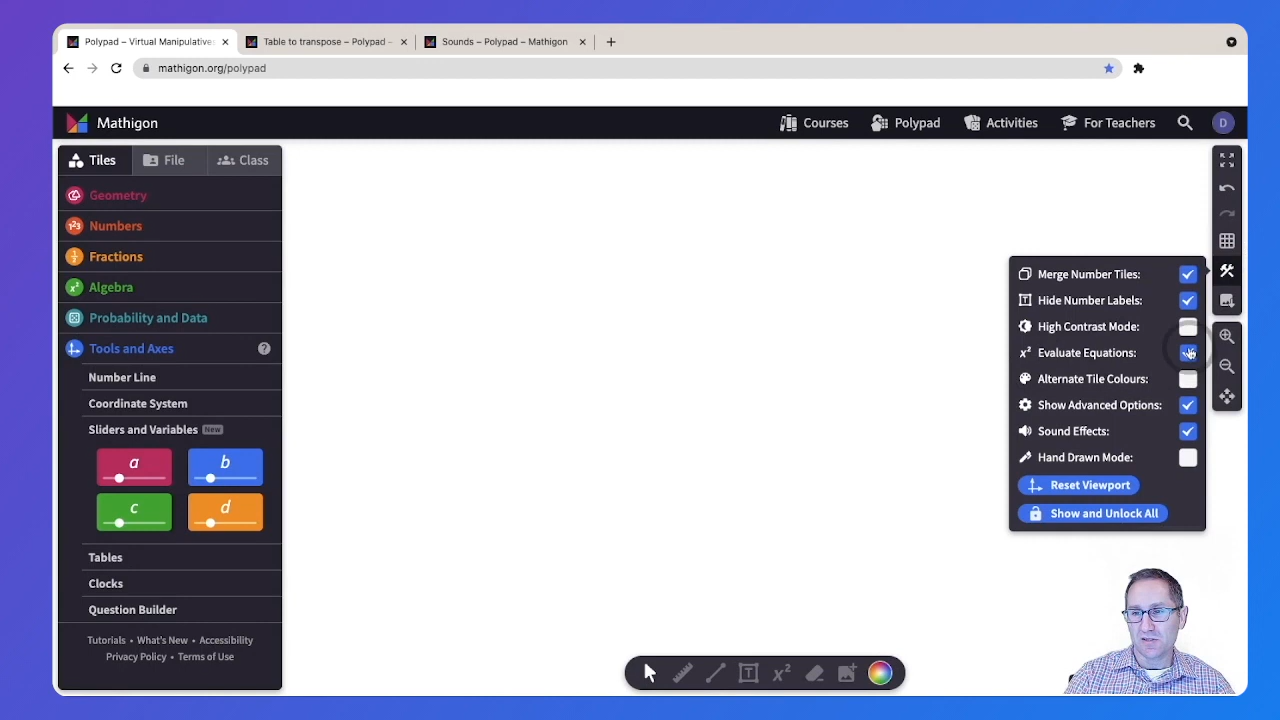 Polypad – Virtual Manipulatives
Table to transpose – Polypad –
Sounds – Polypad – Mathigon
mathigon.org/polypad
Mathigon
Courses
Polypad
Activities
For Teachers
D
Tiles
File
Class
Geometry
Numbers
Fractions
Algebra
Probability and Data
Tools and Axes
?
Number Line
Coordinate System
Sliders and Variables New
a
b
c
d
Tables
Clocks
Question Builder
Tutorials • What's New • Accessibility
Privacy Policy • Terms of Use
Merge Number Tiles:
Hide Number Labels:
High Contrast Mode:
x² Evaluate Equations:
Alternate Tile Colours:
Show Advanced Options:
Sound Effects:
Hand Drawn Mode:
Reset Viewport
Show and Unlock All
T
x²